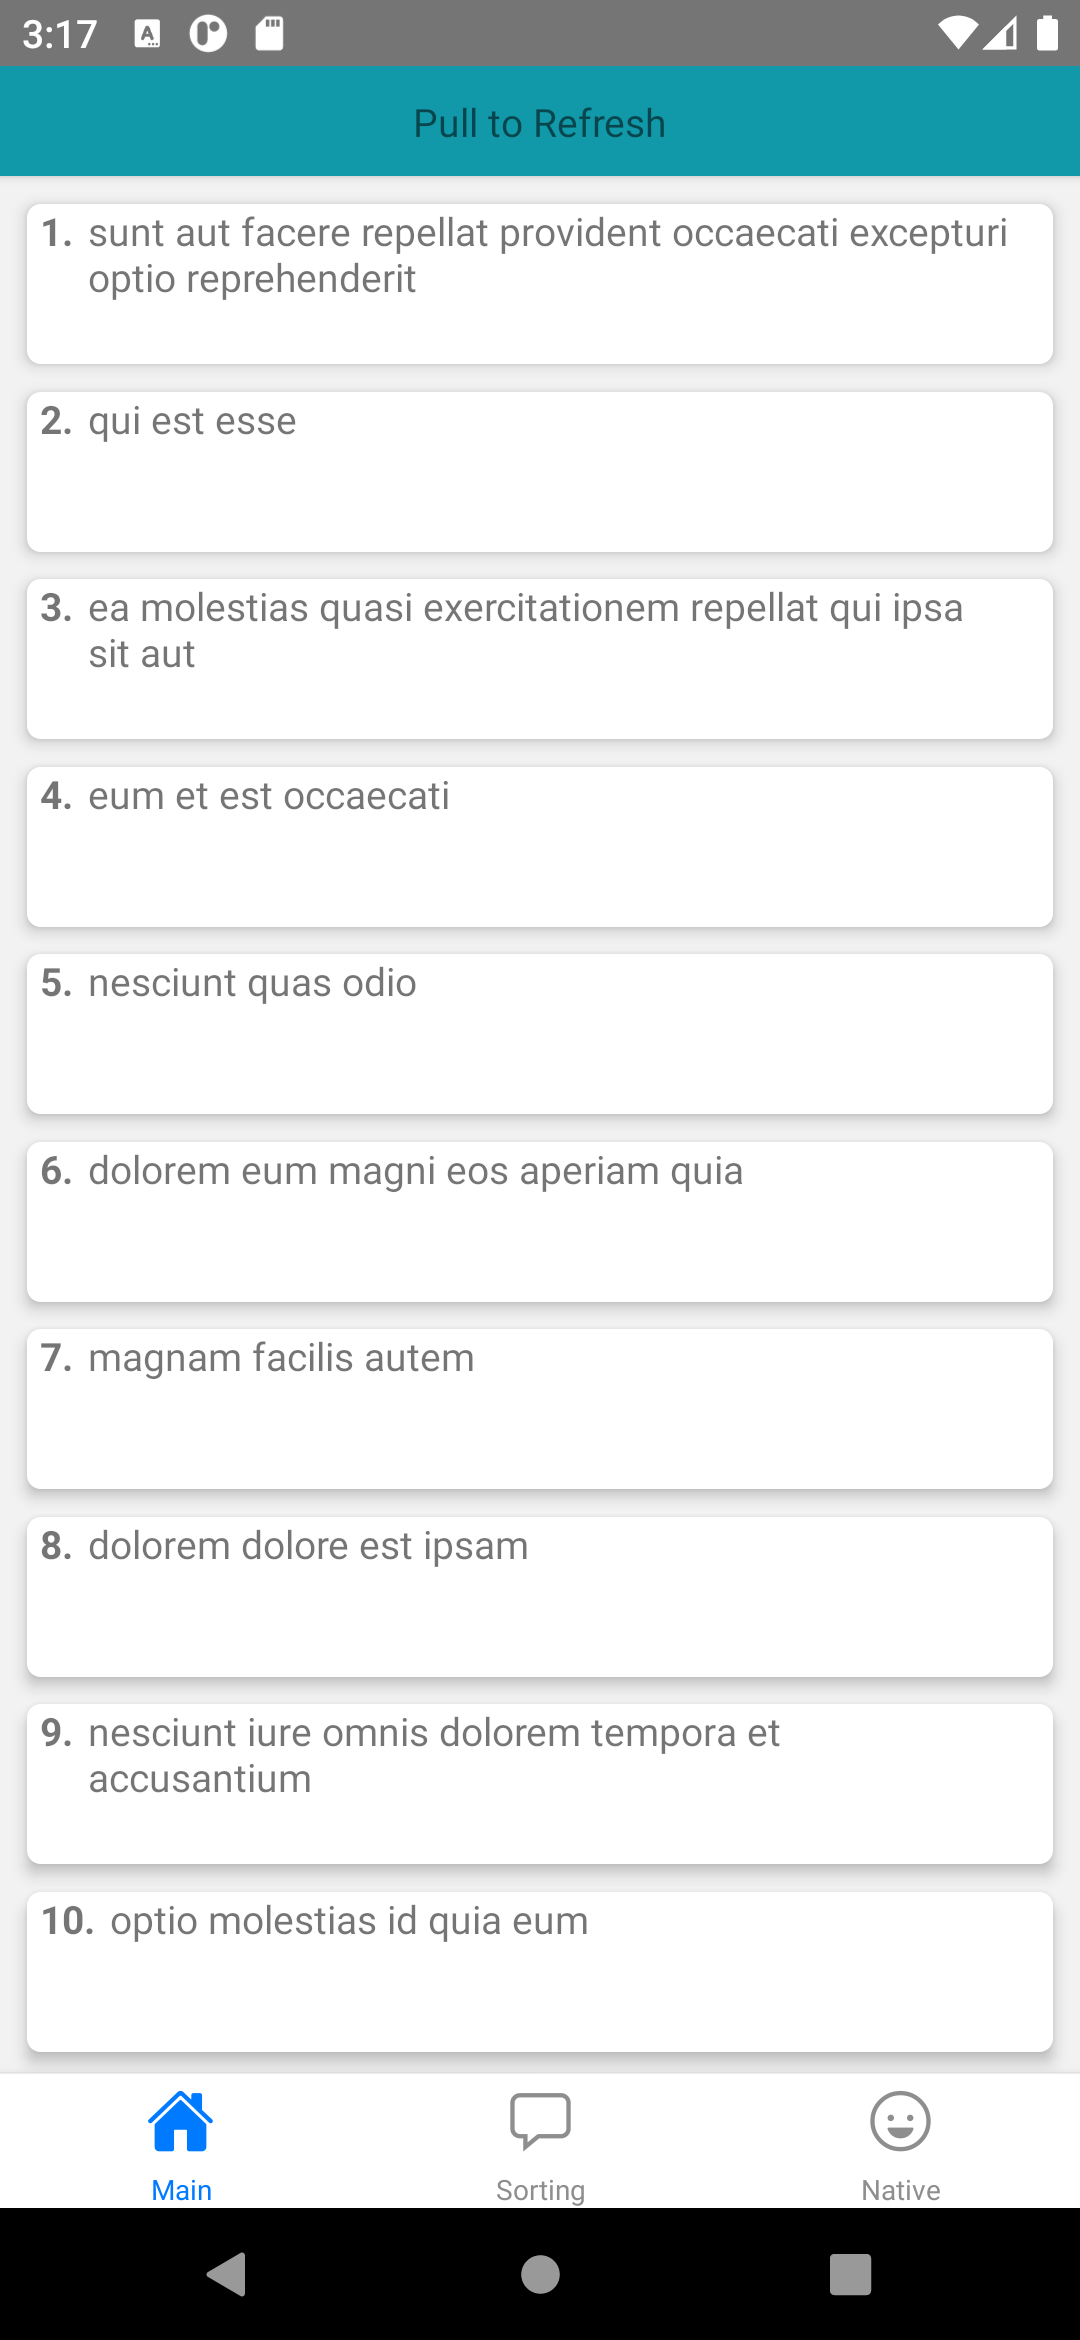 3:17
Pull to Refresh
1. sunt aut facere repellat provident occaecati excepturi
optio reprehenderit
2. qui est esse
3. ea molestias quasi exercitationem repellat qui ipsa
sit aut
4. eum et est occaecati
5. nesciunt quas odio
6. dolorem eum magni eos aperiam quia
7. magnam facilis autem
8. dolorem dolore est ipsam
9. nesciunt iure omnis dolorem tempora et
accusantium
10. optio molestias id quia eum
Main
Sorting
Native